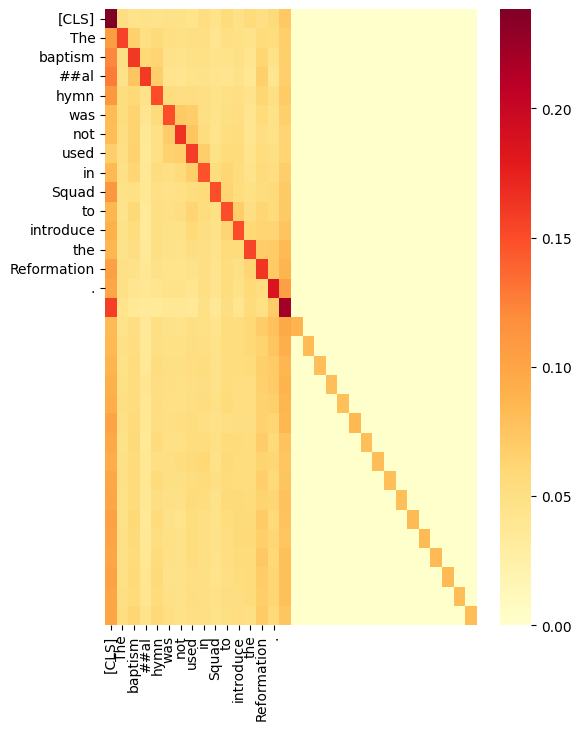 [CLS]
The
baptism
##al
hymn
was
not
used
in
Squad
to
introduce
the
Reformation
.
[CLS]
The
baptism
##al
hymn
was
not
used
in
Squad
to
introduce
the
Reformation
.
0.20
0.15
0.10
0.05
0.00